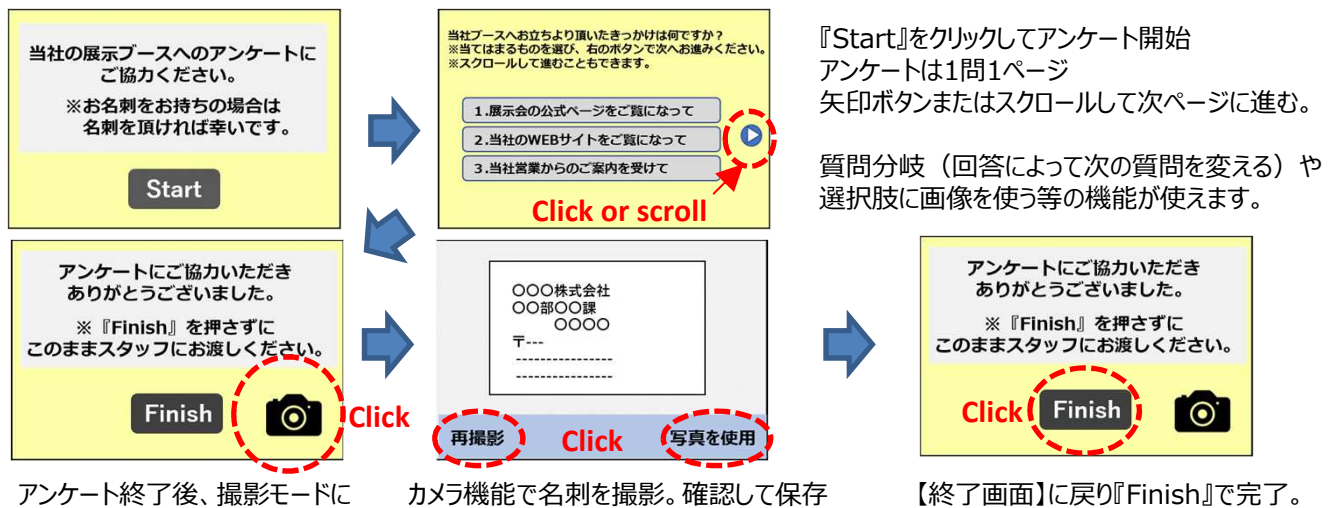 当社の展示ブースへのアンケートに
ご協力ください。
※お名刺をお持ちの場合は
名刺を頂ければ幸いです。
Start
当社ブースへお立ちより頂いたきっかけは何ですか？
※当てはまるものを選び、右のボタンで次へお進みください。
※スクロールして進むこともできます。
1.展示会の公式ページをご覧になって
2.当社のWEBサイトをご覧になって
3.当社営業からのご案内を受けて
Click or scroll
『Start』をクリックしてアンケート開始
アンケートは1問1ページ
矢印ボタンまたはスクロールして次ページに進む。
質問分岐（回答によって次の質問を変える）や
選択肢に画像を使う等の機能が使えます。
アンケートにご協力いただき
ありがとうございました。
※『Finish』を押さずに
このままスタッフにお渡しください。
Finish
Click
アンケート終了後、撮影モードに
〇〇〇株式会社
〇〇部〇〇課
〇〇〇〇
〒---
----------------
----------------
再撮影
Click
写真を使用
カメラ機能で名刺を撮影。確認して保存
アンケートにご協力いただき
ありがとうございました。
※『Finish』を押さずに
このままスタッフにお渡しください。
Click
Finish
【終了画面】に戻り『Finish』で完了。